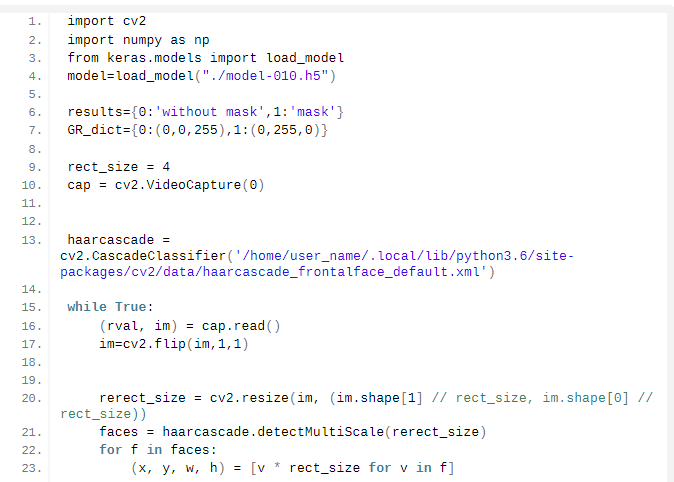 1. import cv2
2. import numpy as np
3. from keras.models import load_model
4. model=load_model("./model-010.h5")
5.
6. results={0:'without mask',1:'mask'}
7. GR_dict={0:(0,0,255),1:(0,255,0)}
8.
9. rect_size = 4
10. cap = cv2.VideoCapture(0)
11.
12.
13. haarcascade =
cv2.CascadeClassifier('/home/user_name/.local/lib/python3.6/site-
packages/cv2/data/haarcascade_frontalface_default.xml')
14.
15. while True:
16. (rval, im) = cap.read()
17. im=cv2.flip(im,1,1)
18.
19.
20. rerect_size = cv2.resize(im, (im.shape[1] // rect_size, im.shape[0] //
rect_size))
21. faces = haarcascade.detectMultiScale(rerect_size)
22. for f in faces:
23. (x, y, w, h) = [v * rect_size for v in f]